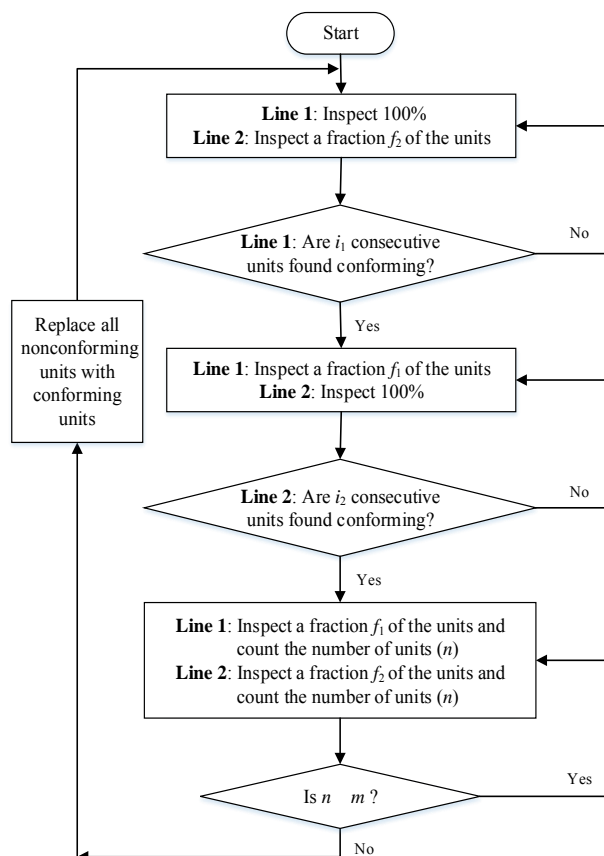 Start
Line 1: Inspect 100%
Line 2: Inspect a fraction f₂ of the units
Line 1: Are i₁ consecutive
units found conforming?
No
Yes
Replace all
nonconforming
units with
conforming
units
Line 1: Inspect a fraction f₁ of the units
Line 2: Inspect 100%
Line 2: Are i₂ consecutive
units found conforming?
No
Yes
Line 1: Inspect a fraction f₁ of the units and
count the number of units (n)
Line 2: Inspect a fraction f₂ of the units and
count the number of units (n)
Is n m ?
Yes
No